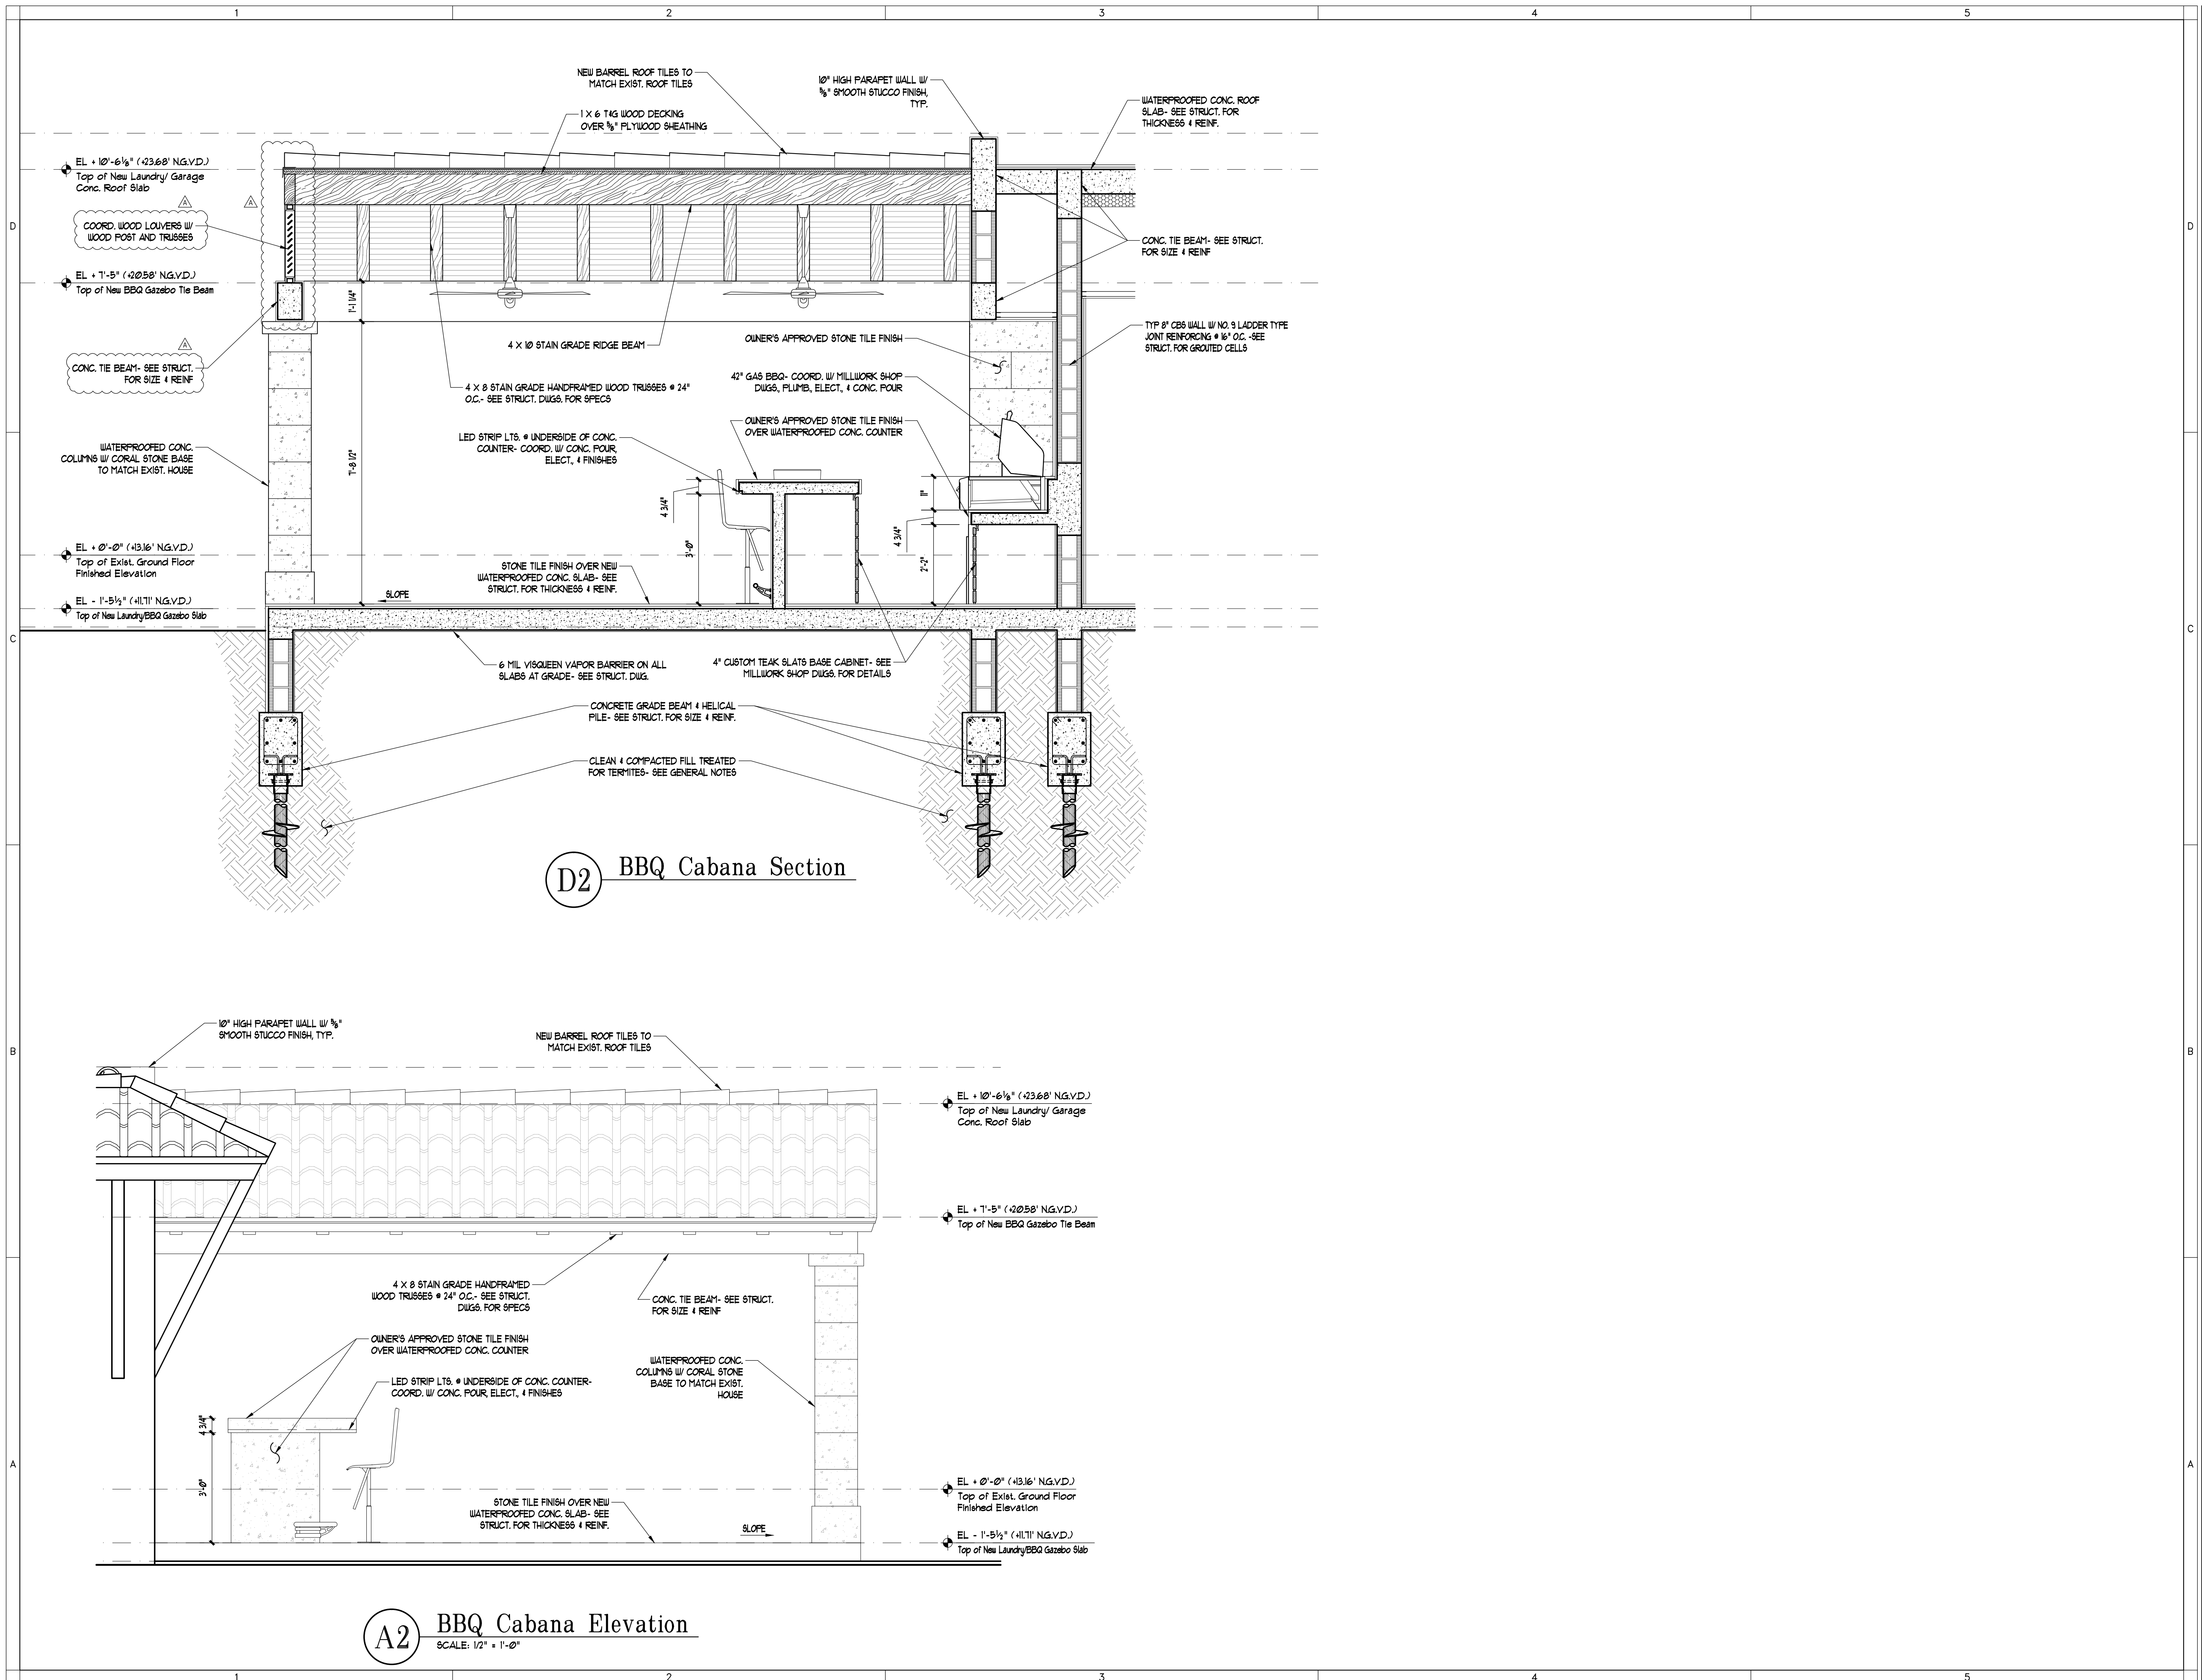 1
2
3
4
5
NEW BARREL ROOF TILES TO
MATCH EXIST. ROOF TILES
10" HIGH PARAPET WALL W/
5/8" SMOOTH STUCCO FINISH,
TYP.
WATERPROOFED CONC. ROOF
SLAB- SEE STRUCT. FOR
THICKNESS & REINF.
1 X 6 T&G WOOD DECKING
OVER 5/8" PLYWOOD SHEATHING
EL + 10'-6 1/8" (+23.68' N.G.V.D.)
Top of New Laundry/ Garage
Conc. Roof Slab
A
A
D
D
COORD. WOOD LOUVERS W/
WOOD POST AND TRUSSES
CONC. TIE BEAM- SEE STRUCT.
FOR SIZE & REINF
EL + 7'-5" (+20.58' N.G.V.D.)
Top of New BBQ Gazebo Tie Beam
1'-1 1/4"
TYP 8" CBS WALL W/ NO. 9 LADDER TYPE
JOINT REINFORCING @ 16" O.C. -SEE
STRUCT. FOR GROUTED CELLS
A
4 X 10 STAIN GRADE RIDGE BEAM
OWNER'S APPROVED STONE TILE FINISH
CONC. TIE BEAM- SEE STRUCT.
FOR SIZE & REINF
4 X 8 STAIN GRADE HANDFRAMED WOOD TRUSSES @ 24"
O.C.- SEE STRUCT. DWGS. FOR SPECS
42" GAS BBQ- COORD. W/ MILLWORK SHOP
DWGS., PLUMB., ELECT., & CONC. POUR
OWNER'S APPROVED STONE TILE FINISH
OVER WATERPROOFED CONC. COUNTER
LED STRIP LTS. @ UNDERSIDE OF CONC.
COUNTER- COORD. W/ CONC. POUR,
ELECT., & FINISHES
WATERPROOFED CONC.
COLUMNS W/ CORAL STONE BASE
TO MATCH EXIST. HOUSE
7'-8 1/2"
4 3/4"
3'-0"
11"
4 3/4"
2'-2"
EL + 0'-0" (+13.16' N.G.V.D.)
Top of Exist. Ground Floor
Finished Elevation
STONE TILE FINISH OVER NEW
WATERPROOFED CONC. SLAB- SEE
STRUCT. FOR THICKNESS & REINF.
SLOPE
EL - 1'-5 1/2" (+11.71' N.G.V.D.)
Top of New Laundry/BBQ Gazebo Slab
C
C
6 MIL VISQUEEN VAPOR BARRIER ON ALL
SLABS AT GRADE- SEE STRUCT. DWG.
4" CUSTOM TEAK SLATS BASE CABINET- SEE
MILLWORK SHOP DWGS. FOR DETAILS
CONCRETE GRADE BEAM & HELICAL
PILE- SEE STRUCT. FOR SIZE & REINF.
CLEAN & COMPACTED FILL TREATED
FOR TERMITES- SEE GENERAL NOTES
D2
BBQ Cabana Section
10" HIGH PARAPET WALL W/ 5/8"
SMOOTH STUCCO FINISH, TYP.
NEW BARREL ROOF TILES TO
MATCH EXIST. ROOF TILES
B
B
EL + 10'-6 1/8" (+23.68' N.G.V.D.)
Top of New Laundry/ Garage
Conc. Roof Slab
EL + 7'-5" (+20.58' N.G.V.D.)
Top of New BBQ Gazebo Tie Beam
4 X 8 STAIN GRADE HANDFRAMED
WOOD TRUSSES @ 24" O.C.- SEE STRUCT.
DWGS. FOR SPECS
CONC. TIE BEAM- SEE STRUCT.
FOR SIZE & REINF
OWNER'S APPROVED STONE TILE FINISH
OVER WATERPROOFED CONC. COUNTER
WATERPROOFED CONC.
COLUMNS W/ CORAL STONE
BASE TO MATCH EXIST.
HOUSE
LED STRIP LTS. @ UNDERSIDE OF CONC. COUNTER-
COORD. W/ CONC. POUR, ELECT., & FINISHES
4 3/4"
3'-0"
A
A
EL + 0'-0" (+13.16' N.G.V.D.)
Top of Exist. Ground Floor
Finished Elevation
STONE TILE FINISH OVER NEW
WATERPROOFED CONC. SLAB- SEE
STRUCT. FOR THICKNESS & REINF.
SLOPE
EL - 1'-5 1/2" (+11.71' N.G.V.D.)
Top of New Laundry/BBQ Gazebo Slab
A2
BBQ Cabana Elevation
SCALE: 1/2" = 1'-0"
1
2
3
4
5